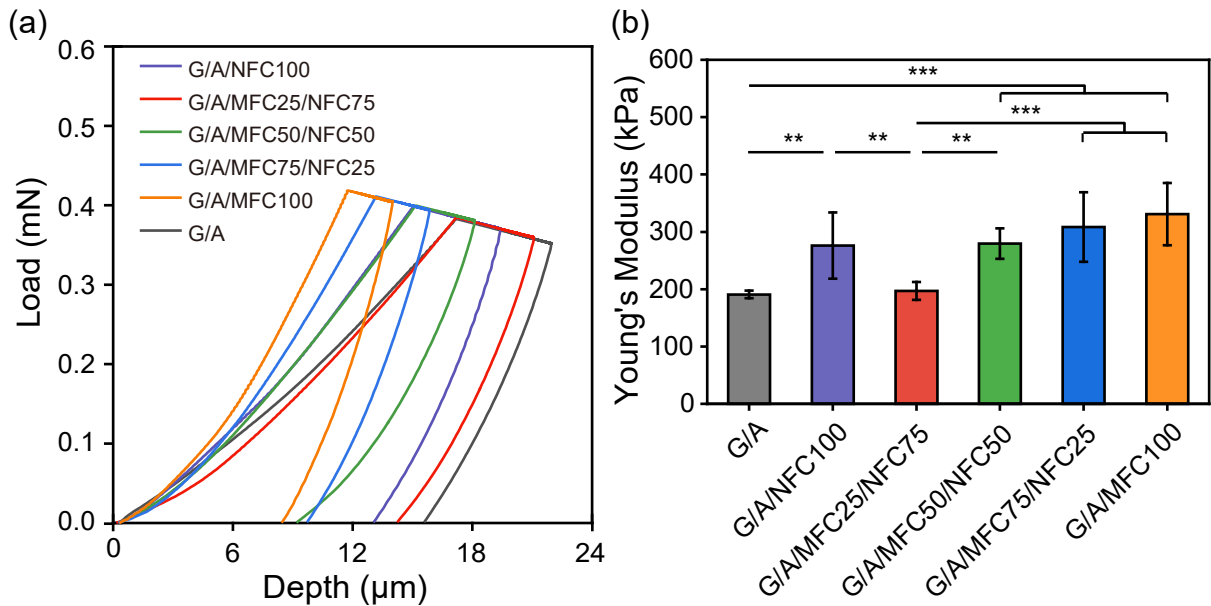 (a)
0.6
0.5
0.4
0.3
0.2
0.1
0.0
Load (mN)
G/A/NFC100
G/A/MFC25/NFC75
G/A/MFC50/NFC50
G/A/MFC75/NFC25
G/A/MFC100
G/A
0
6
12
18
24
Depth (μm)
(b)
600
500
400
300
200
100
0
Young's Modulus (kPa)
***
***
**
**
**
G/A
G/A/NFC100
G/A/MFC25/NFC75
G/A/MFC50/NFC50
G/A/MFC75/NFC25
G/A/MFC100